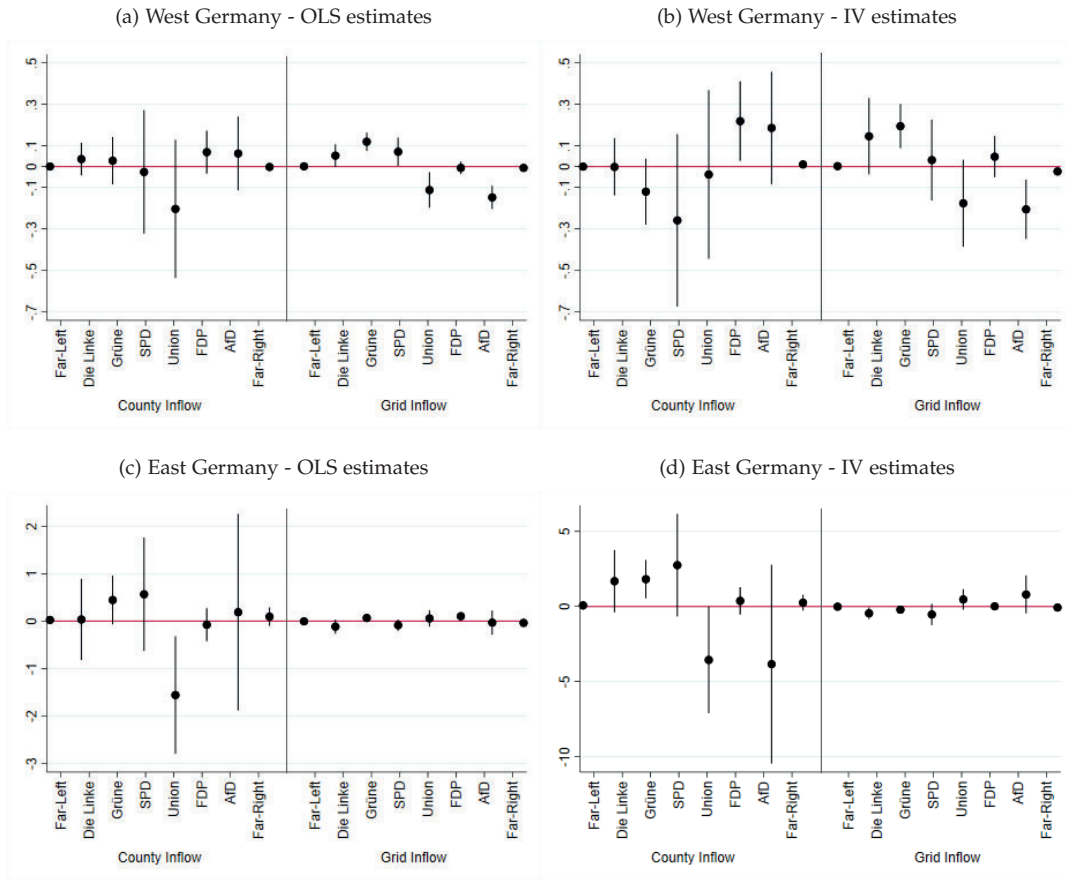 (a) West Germany - OLS estimates
.5
.3
.1
0
-.1
-.3
-.5
-.7
Far-Left
Die Linke
Grüne
SPD
Union
FDP
AfD
Far-Right
Far-Left
Die Linke
Grüne
SPD
Union
FDP
AfD
Far-Right
County Inflow
Grid Inflow
(b) West Germany - IV estimates
.5
.3
.1
0
-.1
-.3
-.5
-.7
Far-Left
Die Linke
Grüne
SPD
Union
FDP
AfD
Far-Right
Far-Left
Die Linke
Grüne
SPD
Union
FDP
AfD
Far-Right
County Inflow
Grid Inflow
(c) East Germany - OLS estimates
2
1
0
-1
-2
-3
Far-Left
Die Linke
Grüne
SPD
Union
FDP
AfD
Far-Right
Far-Left
Die Linke
Grüne
SPD
Union
FDP
AfD
Far-Right
County Inflow
Grid Inflow
(d) East Germany - IV estimates
5
0
-5
-10
Far-Left
Die Linke
Grüne
SPD
Union
FDP
AfD
Far-Right
Far-Left
Die Linke
Grüne
SPD
Union
FDP
AfD
Far-Right
County Inflow
Grid Inflow